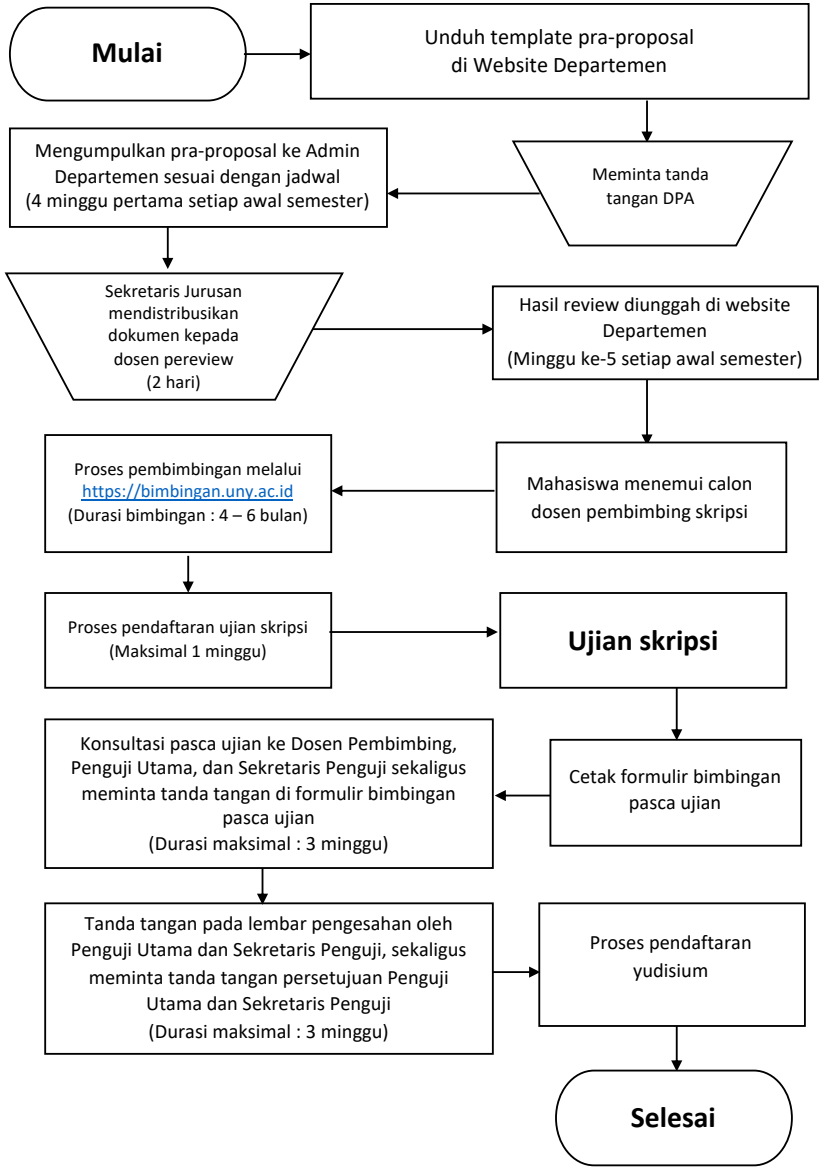 Mulai
Unduh template pra-proposal
di Website Departemen
Meminta tanda
tangan DPA
Mengumpulkan pra-proposal ke Admin
Departemen sesuai dengan jadwal
(4 minggu pertama setiap awal semester)
Sekretaris Jurusan
mendistribusikan
dokumen kepada
dosen pereview
(2 hari)
Hasil review diunggah di website
Departemen
(Minggu ke-5 setiap awal semester)
Mahasiswa menemui calon
dosen pembimbing skripsi
Proses pembimbingan melalui
https://bimbingan.uny.ac.id
(Durasi bimbingan : 4 – 6 bulan)
Proses pendaftaran ujian skripsi
(Maksimal 1 minggu)
Ujian skripsi
Cetak formulir bimbingan
pasca ujian
Konsultasi pasca ujian ke Dosen Pembimbing,
Penguji Utama, dan Sekretaris Penguji sekaligus
meminta tanda tangan di formulir bimbingan
pasca ujian
(Durasi maksimal : 3 minggu)
Tanda tangan pada lembar pengesahan oleh
Penguji Utama dan Sekretaris Penguji, sekaligus
meminta tanda tangan persetujuan Penguji
Utama dan Sekretaris Penguji
(Durasi maksimal : 3 minggu)
Proses pendaftaran
yudisium
Selesai